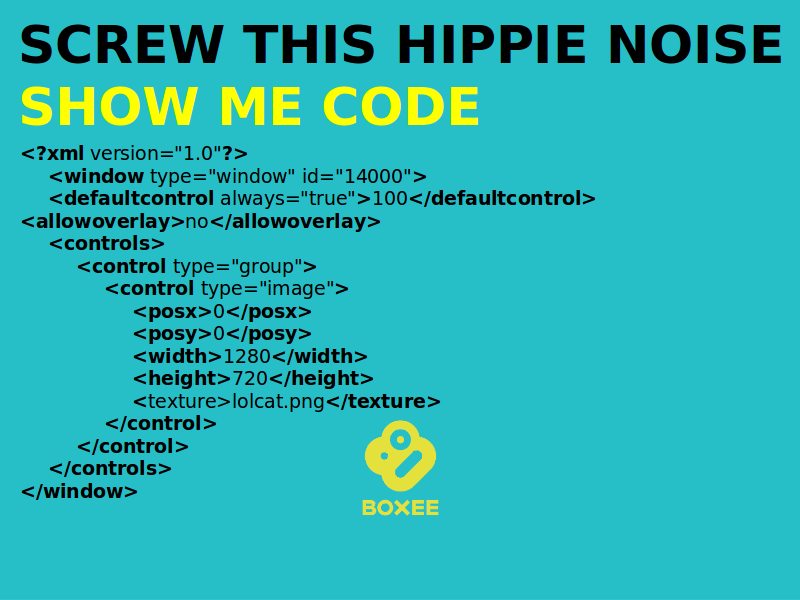 SCREW THIS HIPPIE NOISE
SHOW ME CODE
<?xml version="1.0"?>
<window type="window" id="14000">
<defaultcontrol always="true">100</defaultcontrol>
<allowoverlay>no</allowoverlay>
<controls>
<control type="group">
<control type="image">
<posx>0</posx>
<posy>0</posy>
<width>1280</width>
<height>720</height>
<texture>lolcat.png</texture>
</control>
</control>
</controls>
</window>
BOXEE